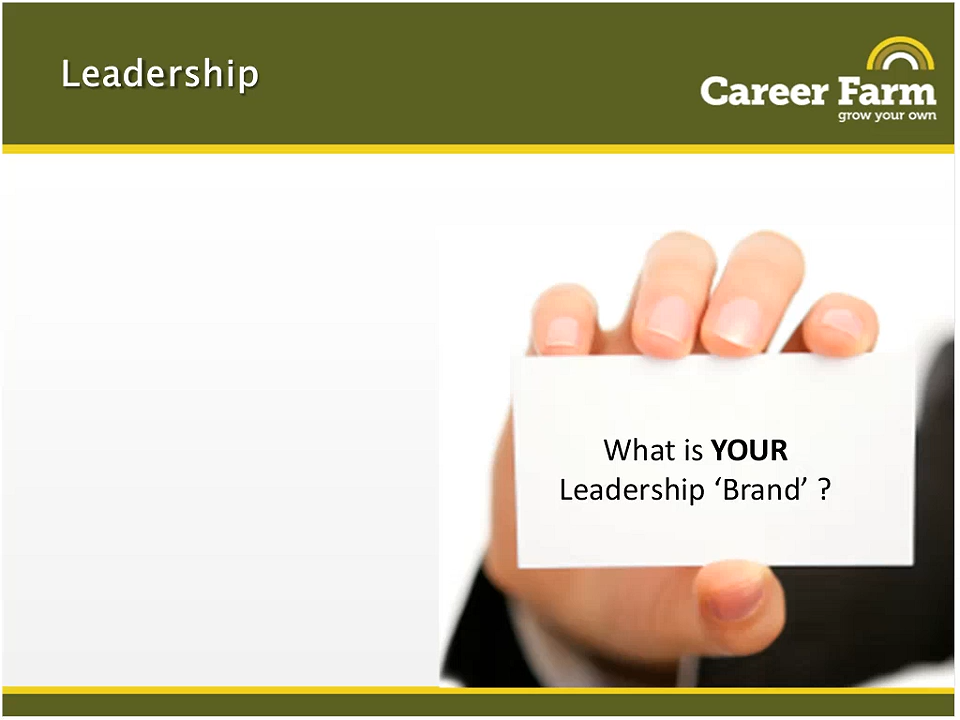 Leadership
Career Farm
grow your own
What is YOUR
Leadership ‘Brand’ ?